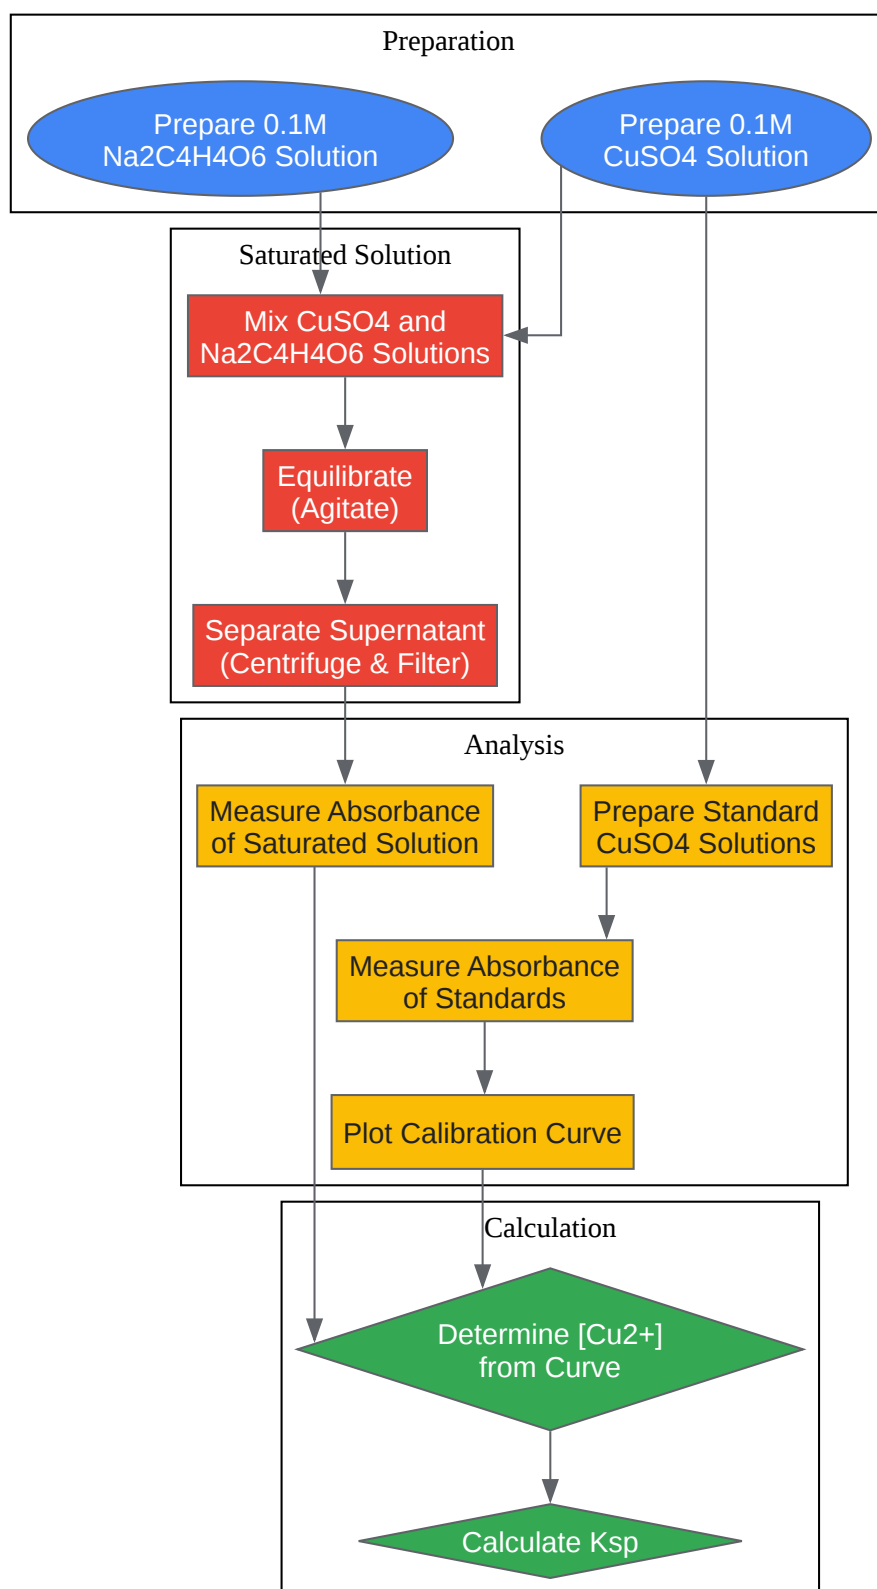 Preparation
Prepare 0.1M
Na2C4H4O6 Solution
Prepare 0.1M
CuSO4 Solution
Saturated Solution
Mix CuSO4 and
Na2C4H4O6 Solutions
Equilibrate
(Agitate)
Separate Supernatant
(Centrifuge & Filter)
Analysis
Measure Absorbance
of Saturated Solution
Prepare Standard
CuSO4 Solutions
Measure Absorbance
of Standards
Plot Calibration Curve
Calculation
Determine [Cu2+]
from Curve
Calculate Ksp